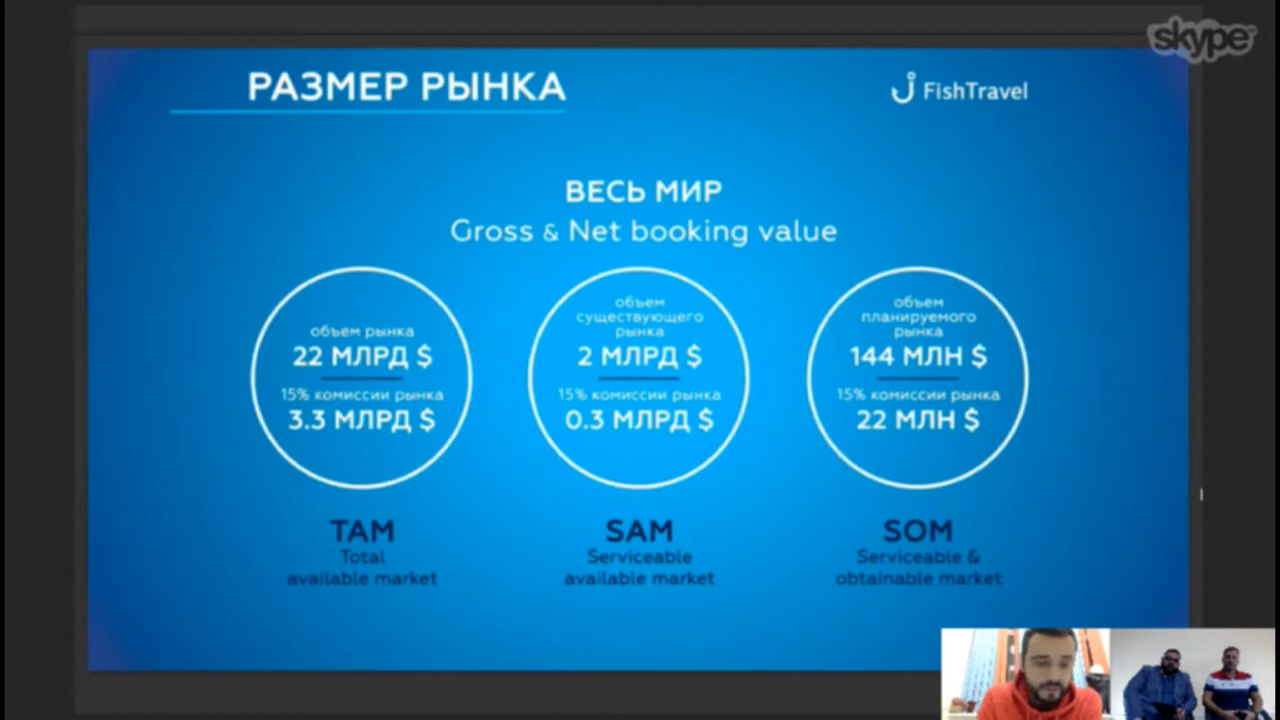 skype
РАЗМЕР РЫНКА
FishTravel
ВЕСЬ МИР
Gross & Net booking value
объем рынка
22 МЛРД $
15% комиссии рынка
3.3 МЛРД $
объем
существующего
рынка
2 МЛРД $
15% комиссии рынка
0.3 МЛРД $
объем
планируемого
рынка
144 МЛН $
15% комиссии рынка
22 МЛН $
TAM
Total
available market
SAM
Serviceable
available market
SOM
Serviceable &
obtainable market